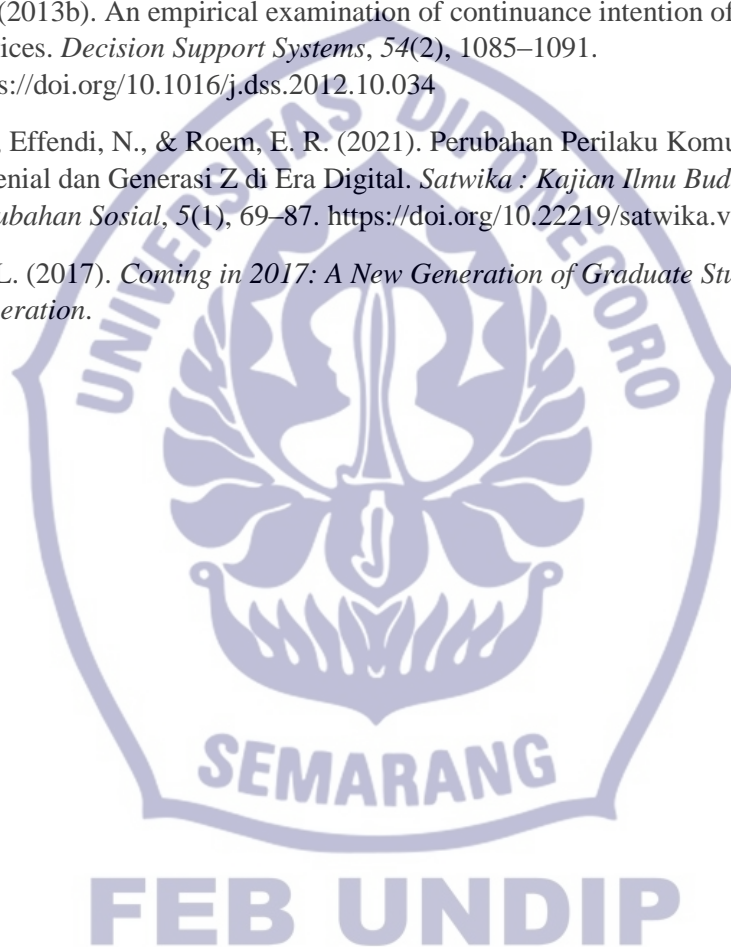 (2013b). An empirical examination of continuance intention of
ices. Decision Support Systems, 54(2), 1085–1091.
s://doi.org/10.1016/j.dss.2012.10.034
, Effendi, N., & Roem, E. R. (2021). Perubahan Perilaku Komu
enial dan Generasi Z di Era Digital. Satwika : Kajian Ilmu Bud
ubahan Sosial, 5(1), 69–87. https://doi.org/10.22219/satwika.v
L. (2017). Coming in 2017: A New Generation of Graduate Stu
eration.
UNIVERSITAS DIPONEGORO
SEMARANG
FEB UNDIP